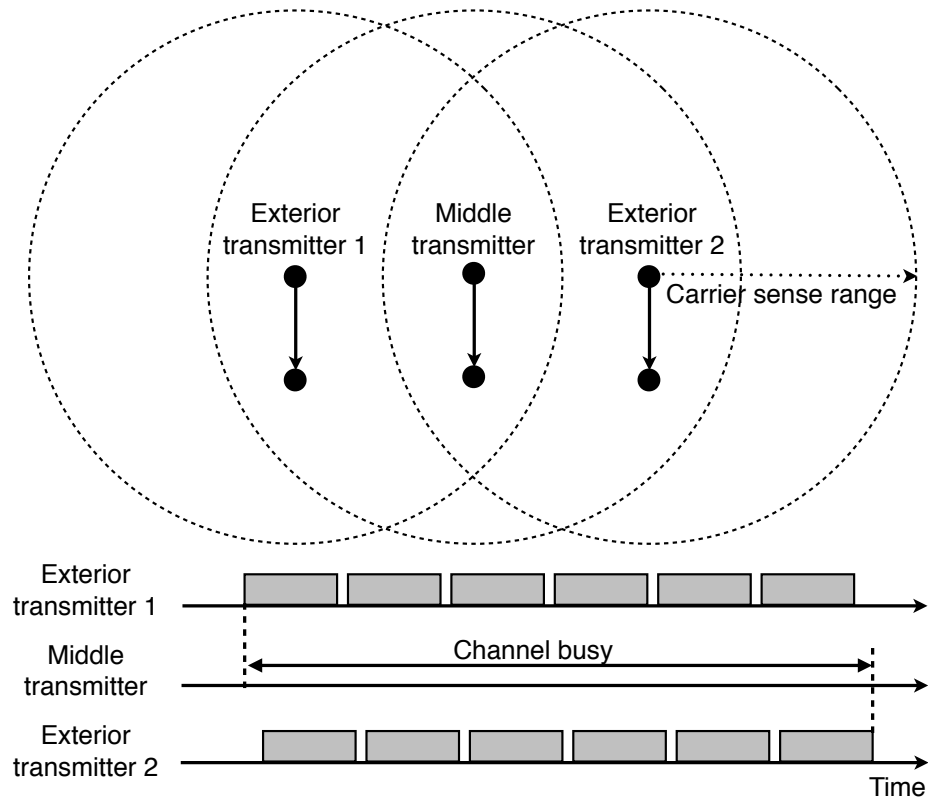 Exterior
transmitter 1
Middle
transmitter
Exterior
transmitter 2
Carrier sense range
Exterior
transmitter 1
Channel busy
Middle
transmitter
Exterior
transmitter 2
Time